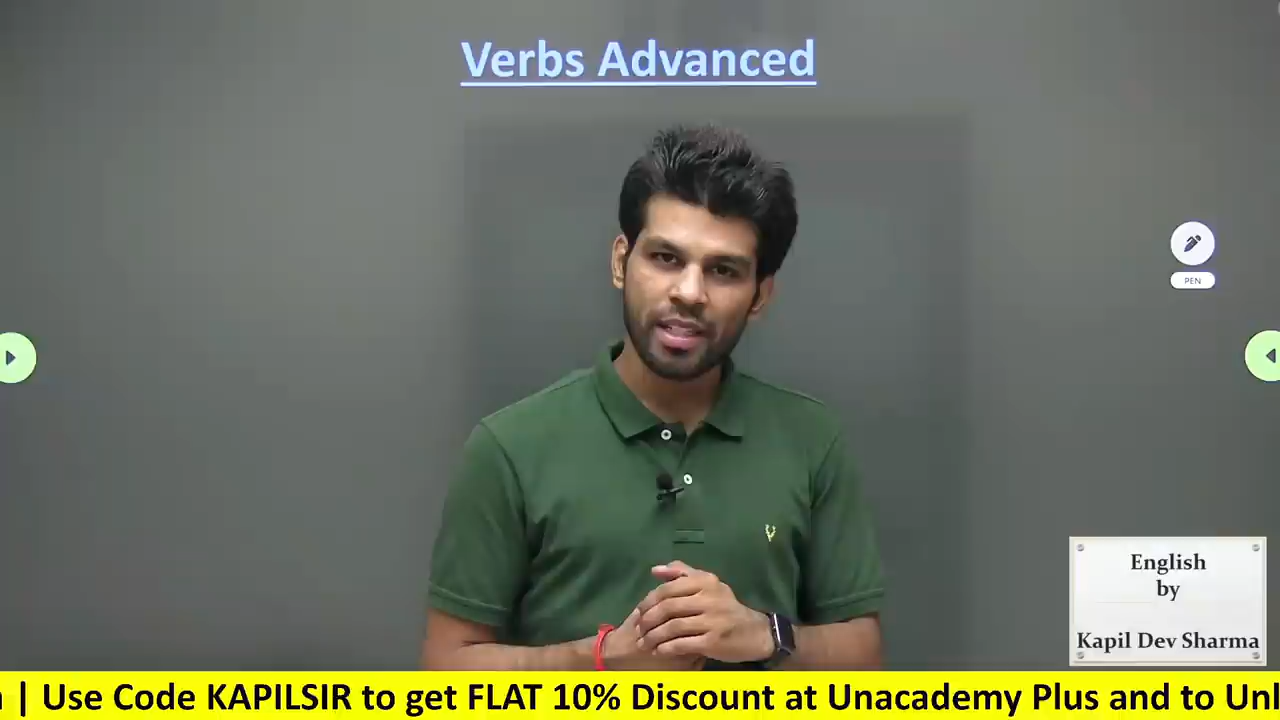 Verbs Advanced
PEN
English
by
Kapil Dev Sharma
| Use Code KAPILSIR to get FLAT 10% Discount at Unacademy Plus and to